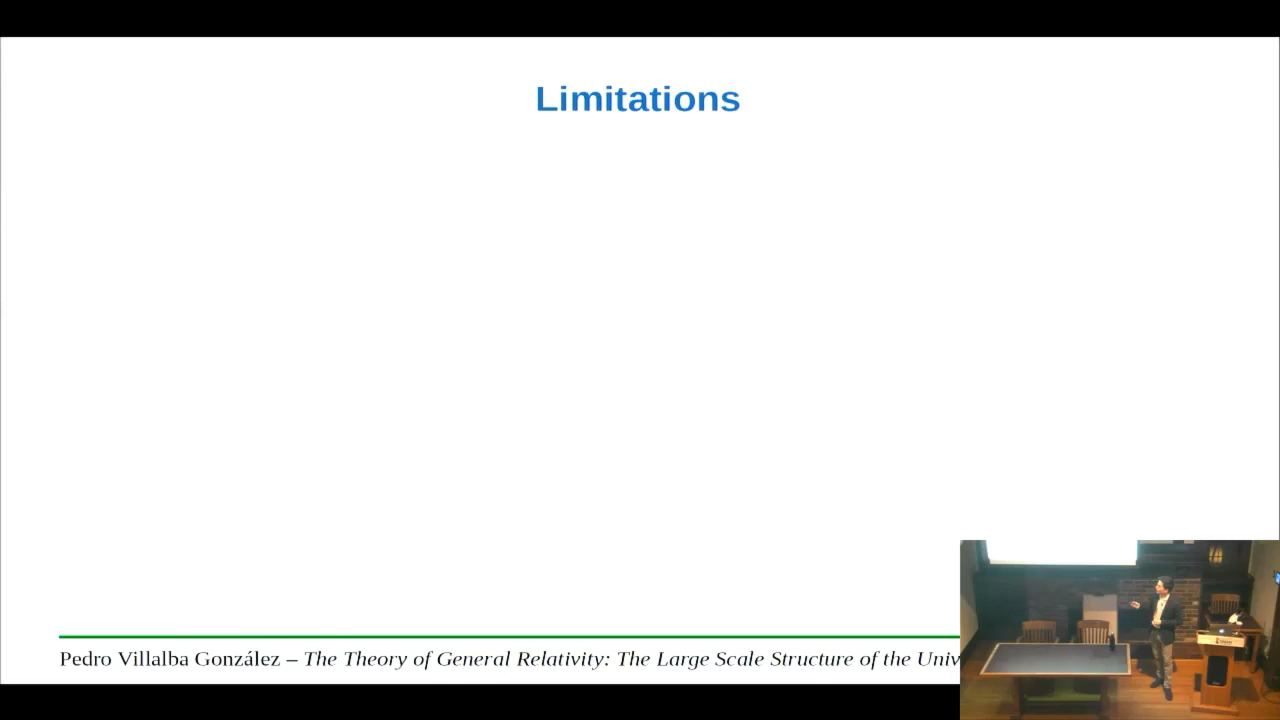 Limitations
Pedro Villalba González – The Theory of General Relativity: The Large Scale Structure of the Univ